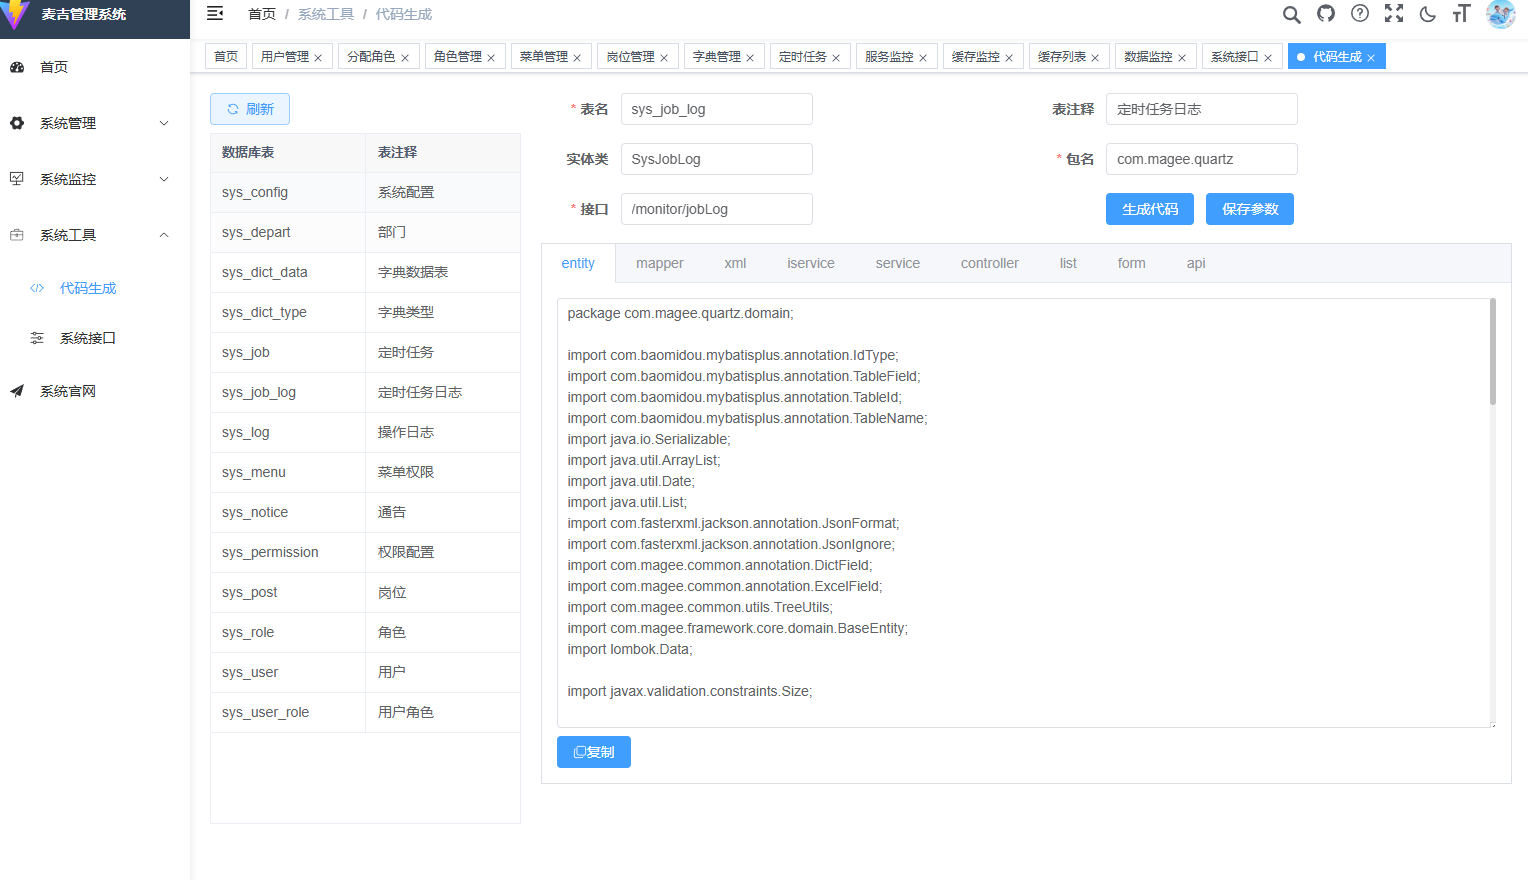 麦吉管理系统
首页 / 系统工具 / 代码生成
首页
用户管理
分配角色
角色管理
菜单管理
岗位管理
字典管理
定时任务
服务监控
缓存监控
缓存列表
数据监控
系统接口
代码生成
首页
系统管理
系统监控
系统工具
代码生成
系统接口
系统官网
刷新
数据库表 表注释
sys_config 系统配置
sys_depart 部门
sys_dict_data 字典数据表
sys_dict_type 字典类型
sys_job 定时任务
sys_job_log 定时任务日志
sys_log 操作日志
sys_menu 菜单权限
sys_notice 通告
sys_permission 权限配置
sys_post 岗位
sys_role 角色
sys_user 用户
sys_user_role 用户角色
* 表名 sys_job_log
表注释 定时任务日志
实体类 SysJobLog
* 包名 com.magee.quartz
* 接口 /monitor/jobLog
生成代码 保存参数
entity mapper xml iservice service controller list form api
package com.magee.quartz.domain;
import com.baomidou.mybatisplus.annotation.IdType;
import com.baomidou.mybatisplus.annotation.TableField;
import com.baomidou.mybatisplus.annotation.TableId;
import com.baomidou.mybatisplus.annotation.TableName;
import java.io.Serializable;
import java.util.ArrayList;
import java.util.Date;
import java.util.List;
import com.fasterxml.jackson.annotation.JsonFormat;
import com.fasterxml.jackson.annotation.JsonIgnore;
import com.magee.common.annotation.DictField;
import com.magee.common.annotation.ExcelField;
import com.magee.common.utils.TreeUtils;
import com.magee.framework.core.domain.BaseEntity;
import lombok.Data;
import javax.validation.constraints.Size;
复制